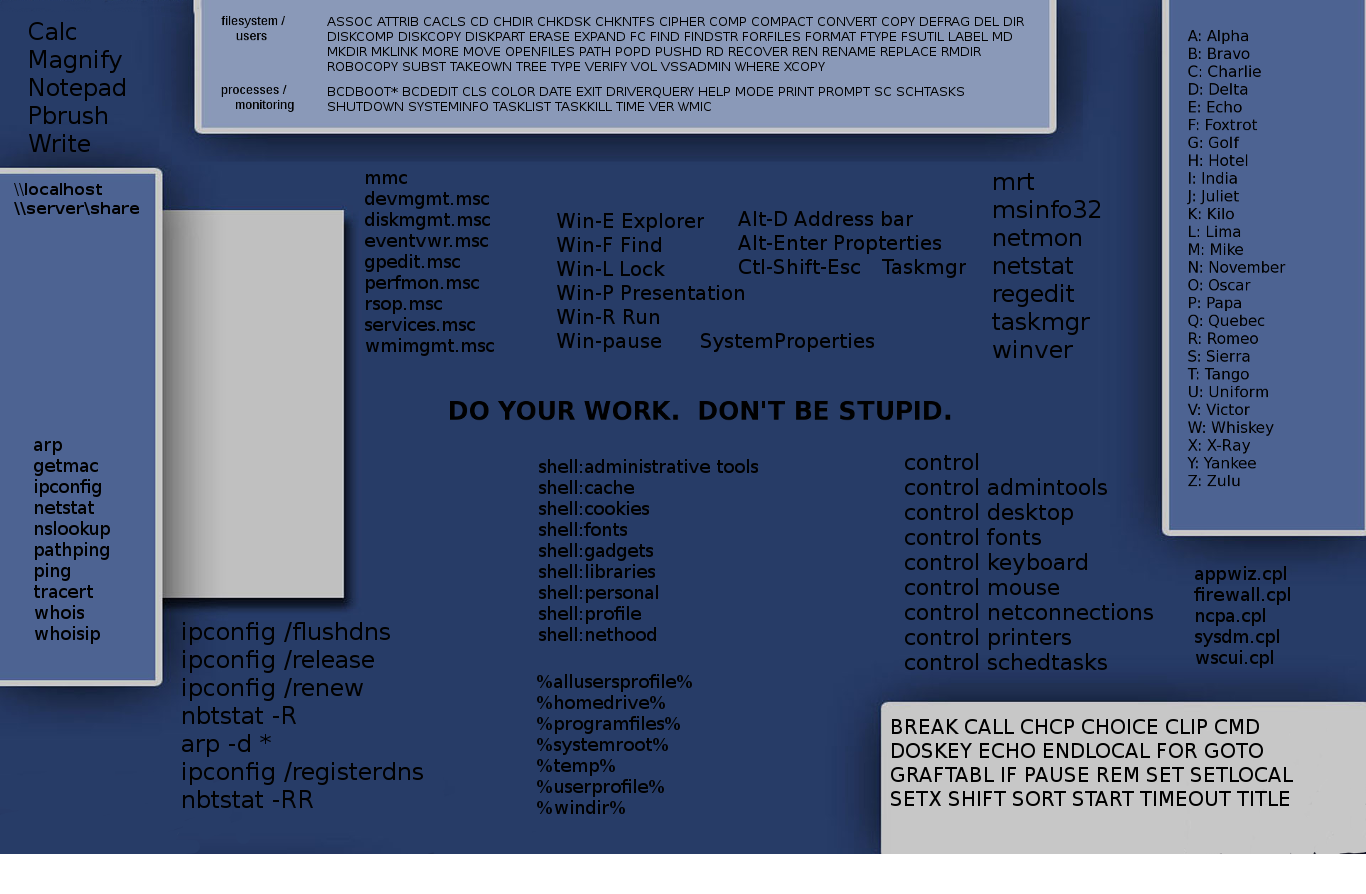 Calc
Magnify
Notepad
Pbrush
Write
filesystem /
users
ASSOC ATTRIB CACLS CD CHDIR CHKDSK CHKNTFS CIPHER COMP COMPACT CONVERT COPY DEFRAG DEL DIR
DISKCOMP DISKCOPY DISKPART ERASE EXPAND FC FIND FINDSTR FORFILES FORMAT FTYPE FSUTIL LABEL MD
MKDIR MKLINK MORE MOVE OPENFILES PATH POPD PUSHD RD RECOVER REN RENAME REPLACE RMDIR
ROBOCOPY SUBST TAKEOWN TREE TYPE VERIFY VOL VSSADMIN WHERE XCOPY
processes /
monitoring
BCDBOOT* BCDEDIT CLS COLOR DATE EXIT DRIVERQUERY HELP MODE PRINT PROMPT SC SCHTASKS
SHUTDOWN SYSTEMINFO TASKLIST TASKKILL TIME VER WMIC
A: Alpha
B: Bravo
C: Charlie
D: Delta
E: Echo
F: Foxtrot
G: Golf
H: Hotel
I: India
J: Juliet
K: Kilo
L: Lima
M: Mike
N: November
O: Oscar
P: Papa
Q: Quebec
R: Romeo
S: Sierra
T: Tango
U: Uniform
V: Victor
W: Whiskey
X: X-Ray
Y: Yankee
Z: Zulu
\\localhost
\\server\share
arp
getmac
ipconfig
netstat
nslookup
pathping
ping
tracert
whois
whoisip
mmc
devmgmt.msc
diskmgmt.msc
eventvwr.msc
gpedit.msc
perfmon.msc
rsop.msc
services.msc
wmimgmt.msc
Win-E Explorer
Win-F Find
Win-L Lock
Win-P Presentation
Win-R Run
Win-pause SystemProperties
Alt-D Address bar
Alt-Enter Propterties
Ctl-Shift-Esc Taskmgr
mrt
msinfo32
netmon
netstat
regedit
taskmgr
winver
DO YOUR WORK. DON'T BE STUPID.
shell:administrative tools
shell:cache
shell:cookies
shell:fonts
shell:gadgets
shell:libraries
shell:personal
shell:profile
shell:nethood
control
control admintools
control desktop
control fonts
control keyboard
control mouse
control netconnections
control printers
control schedtasks
appwiz.cpl
firewall.cpl
ncpa.cpl
sysdm.cpl
wscui.cpl
ipconfig /flushdns
ipconfig /release
ipconfig /renew
nbtstat -R
arp -d *
ipconfig /registerdns
nbtstat -RR
%allusersprofile%
%homedrive%
%programfiles%
%systemroot%
%temp%
%userprofile%
%windir%
BREAK CALL CHCP CHOICE CLIP CMD
DOSKEY ECHO ENDLOCAL FOR GOTO
GRAFTABL IF PAUSE REM SET SETLOCAL
SETX SHIFT SORT START TIMEOUT TITLE